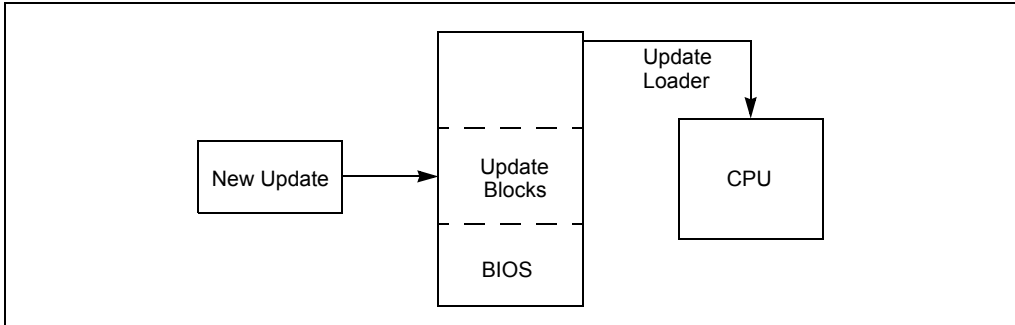 Update
Loader
New Update
Update
Blocks
CPU
BIOS